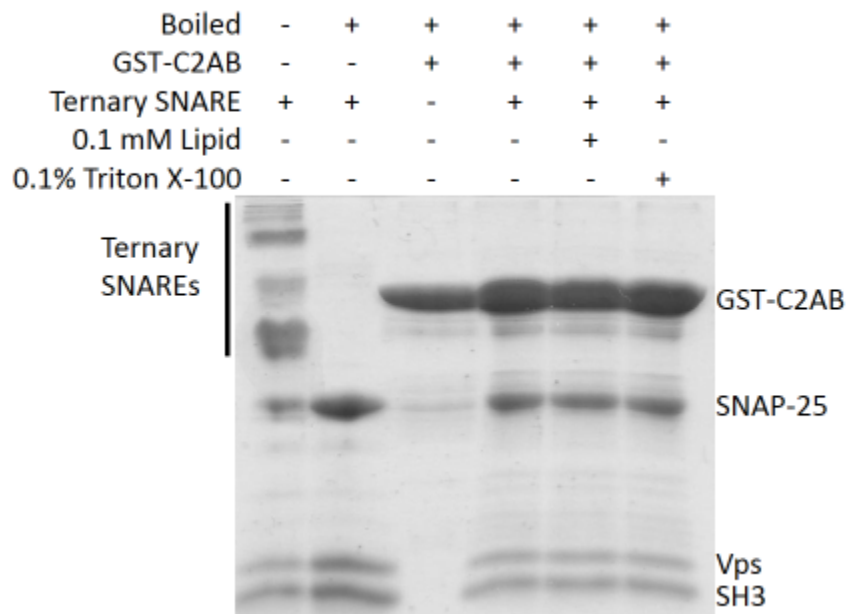 Boiled - + + + + +
GST-C2AB - - + + + +
Ternary SNARE + + - + + +
0.1 mM Lipid - - - - + -
0.1% Triton X-100 - - - - - +
Ternary
SNAREs
GST-C2AB
SNAP-25
Vps
SH3